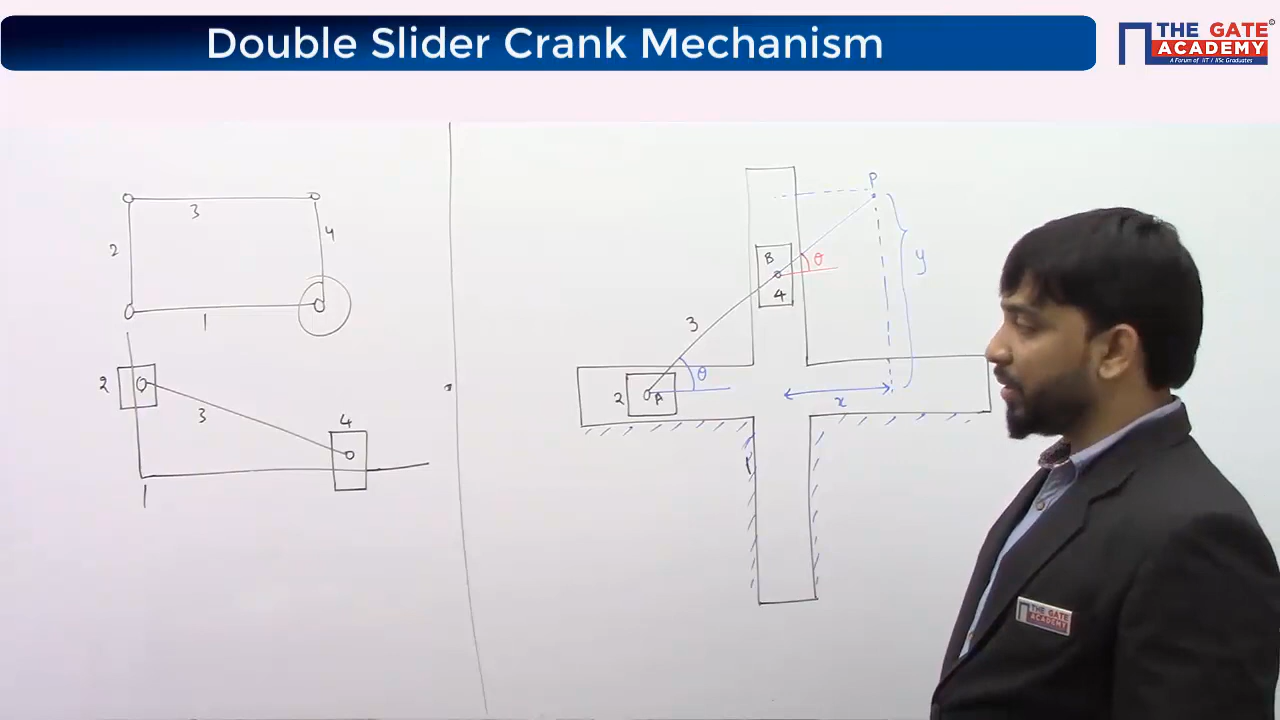 Double Slider Crank Mechanism
THE GATE
ACADEMY
A Forum of IIT / IISc Graduates
3
2
4
1
2
3
4
1
P
B
θ
4
y
3
θ
2
A
x
1
THE GATE
ACADEMY